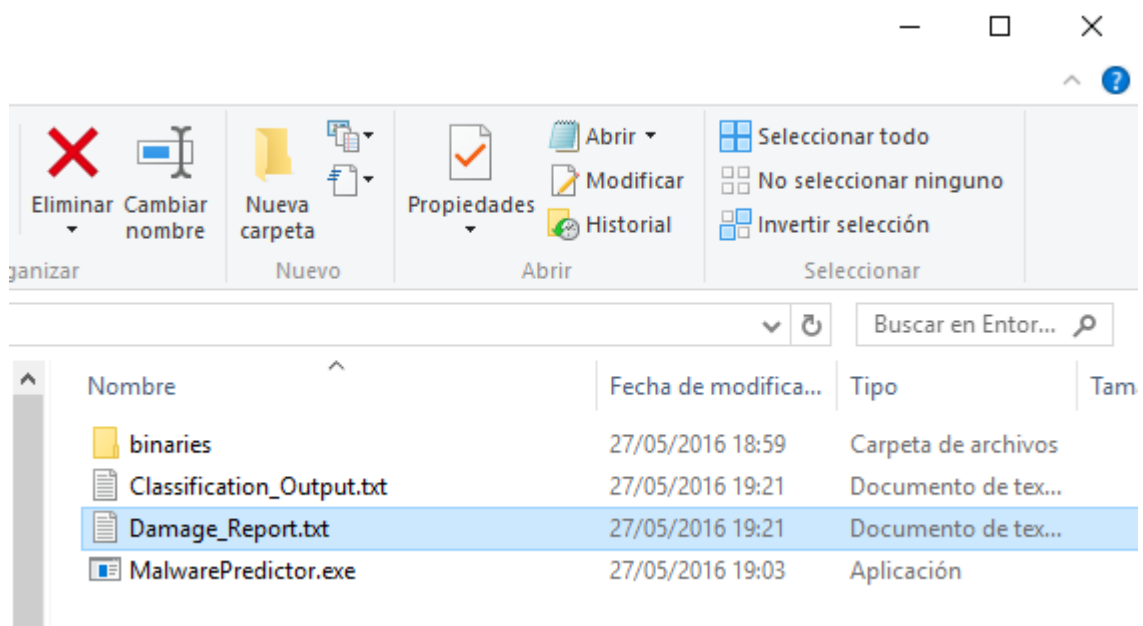 ?
Eliminar
Cambiar nombre
Nueva carpeta
Propiedades
Abrir
Modificar
Historial
Seleccionar todo
No seleccionar ninguno
Invertir selección
ganizar
Nuevo
Abrir
Seleccionar
Buscar en Entor...
Nombre Fecha de modifica... Tipo Tam
binaries 27/05/2016 18:59 Carpeta de archivos
Classification_Output.txt 27/05/2016 19:21 Documento de tex...
Damage_Report.txt 27/05/2016 19:21 Documento de tex...
MalwarePredictor.exe 27/05/2016 19:03 Aplicación